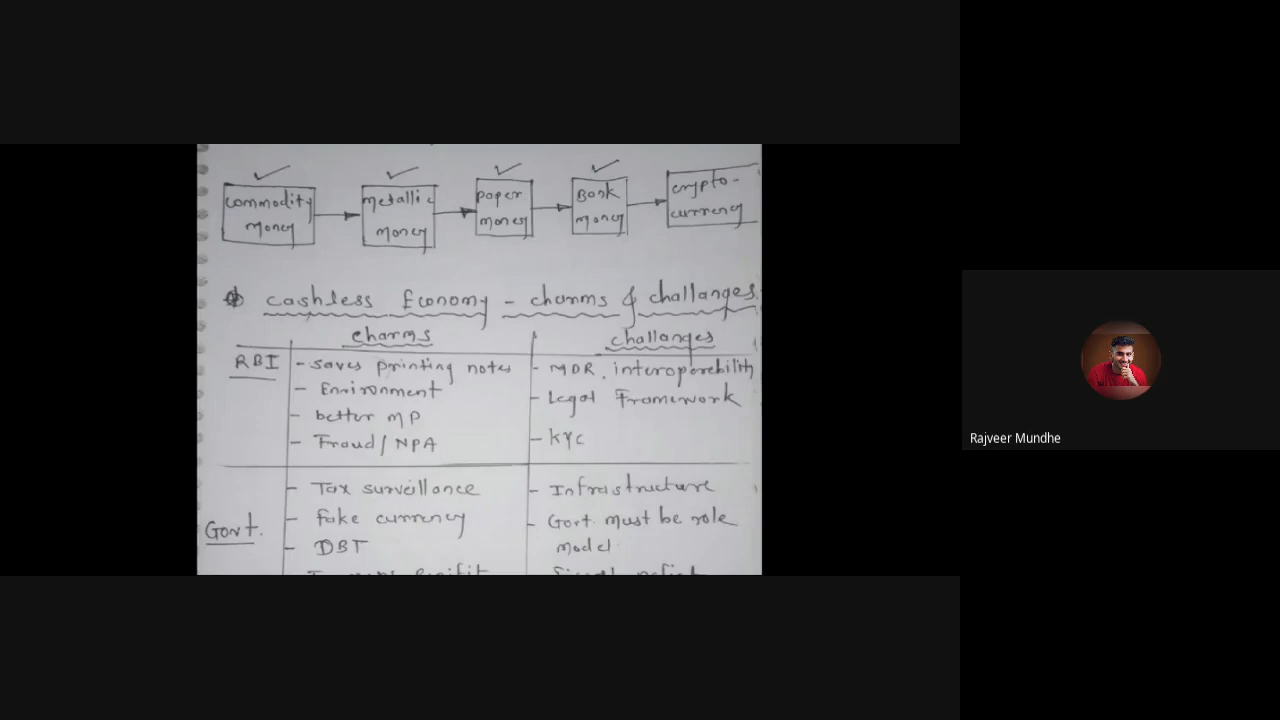 commodity money
metallic money
paper money
Bank money
crypto-currency
cashless Economy - charms & challanges
charms
challanges
RBI
- saves printing notes
- MDR, interoperebility
- Environment
- Legal Framework
- better MP
- Fraud/NPA
- KYC
- Tax surveillance
- Infrastructure
Govt.
- fake currency
- Govt. must be role model.
- DBT
Rajveer Mundhe